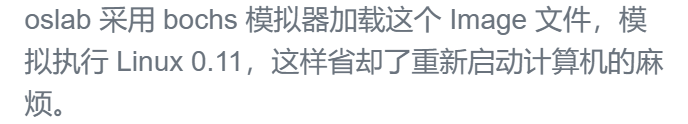 oslab 采用 bochs 模拟器加载这个 Image 文件，模
拟执行 Linux 0.11，这样省却了重新启动计算机的麻
烦。